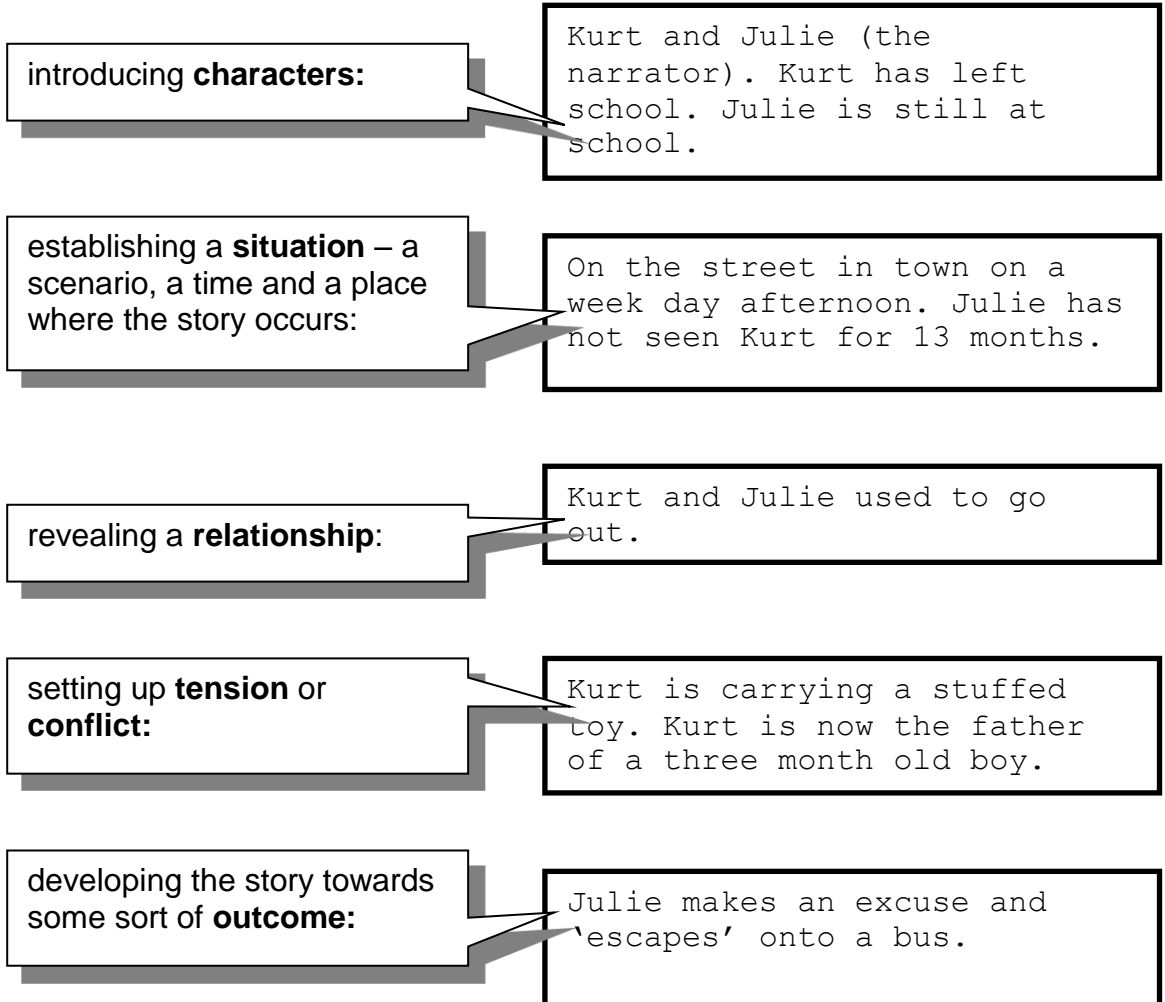 introducing characters:
Kurt and Julie (the
narrator). Kurt has left
school. Julie is still at
school.
establishing a situation – a
scenario, a time and a place
where the story occurs:
On the street in town on a
week day afternoon. Julie has
not seen Kurt for 13 months.
revealing a relationship:
Kurt and Julie used to go
out.
setting up tension or
conflict:
Kurt is carrying a stuffed
toy. Kurt is now the father
of a three month old boy.
developing the story towards
some sort of outcome:
Julie makes an excuse and
‘escapes’ onto a bus.